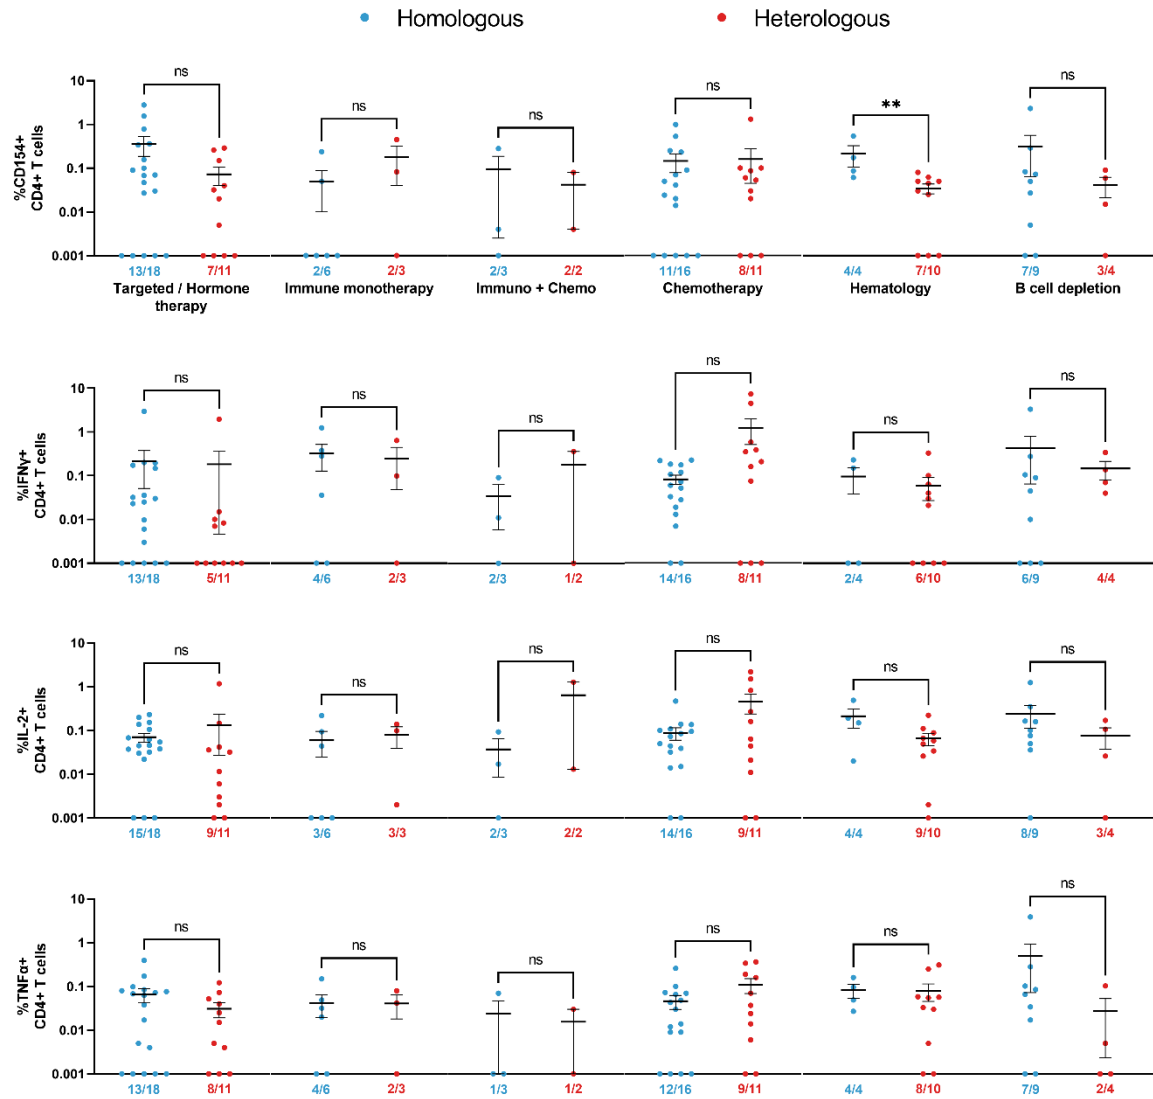 Homologous Heterologous
ns ns ns ns ** ns
%CD154+
CD4+ T cells
10
1
0.1
0.01
0.001
13/18 7/11 2/6 2/3 2/3 2/2 11/16 8/11 4/4 7/10 7/9 3/4
Targeted / Hormone Immune monotherapy Immuno + Chemo Chemotherapy Hematology B cell depletion
therapy
ns ns ns ns ns ns
%IFNγ+
CD4+ T cells
10
1
0.1
0.01
0.001
13/18 5/11 4/6 2/3 2/3 1/2 14/16 8/11 2/4 6/10 6/9 4/4
ns ns ns ns ns ns
%IL-2+
CD4+ T cells
10
1
0.1
0.01
0.001
15/18 9/11 3/6 3/3 2/3 2/2 14/16 9/11 4/4 9/10 8/9 3/4
ns ns ns ns ns ns
%TNFα+
CD4+ T cells
10
1
0.1
0.01
0.001
13/18 8/11 4/6 2/3 1/3 1/2 12/16 9/11 4/4 8/10 7/9 2/4